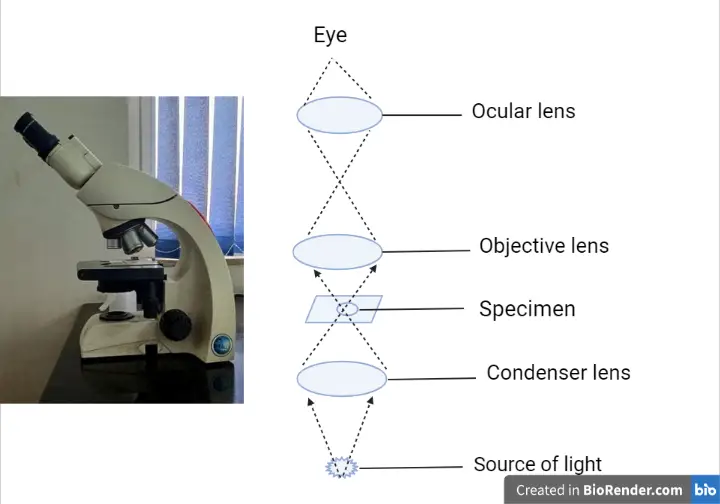 Eye
Ocular lens
Objective lens
Specimen
Condenser lens
Source of light
Created in BioRender.com bio